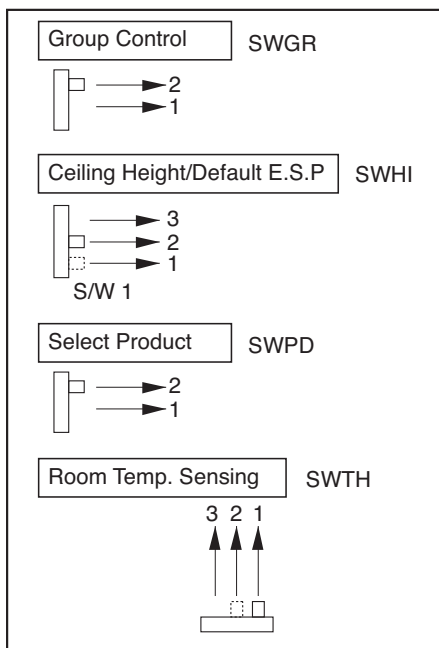 Group Control SWGR
2
1
Ceiling Height/Default E.S.P SWHI
3
2
1
S/W 1
Select Product SWPD
2
1
Room Temp. Sensing SWTH
3 2 1